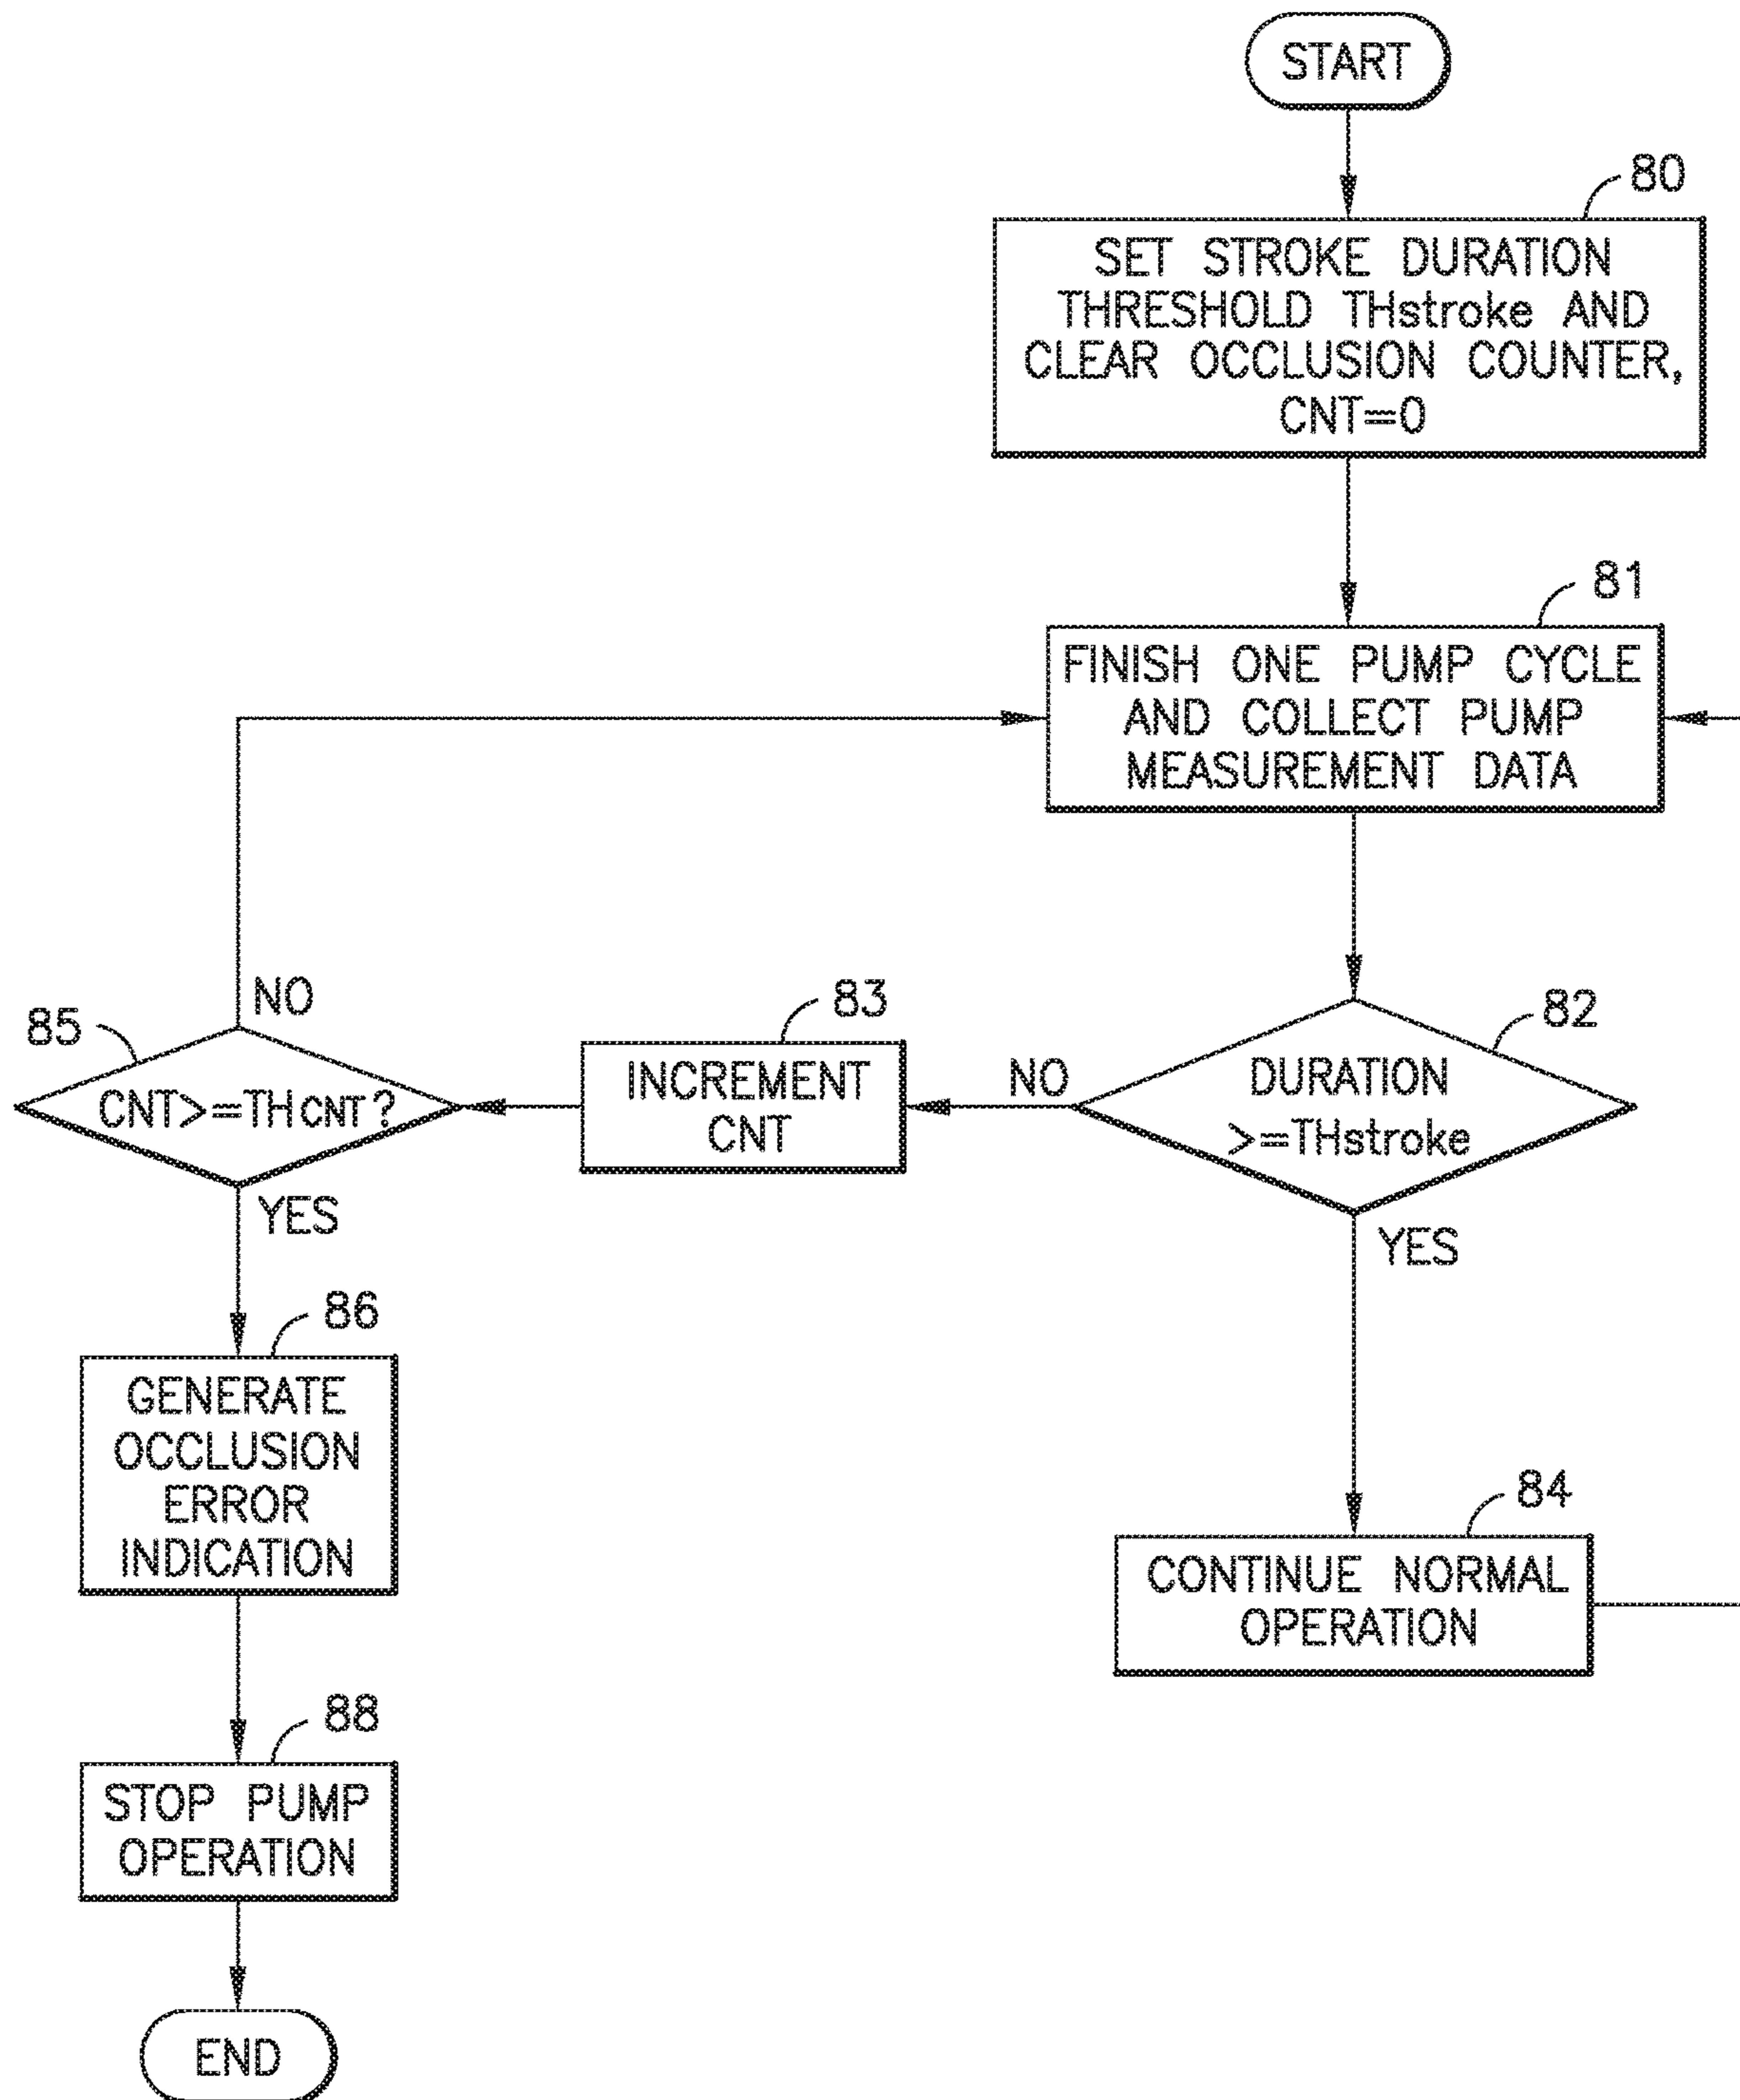 START
80
SET STROKE DURATION
THRESHOLD THstroke AND
CLEAR OCCLUSION COUNTER,
CNT=0
81
FINISH ONE PUMP CYCLE
AND COLLECT PUMP
MEASUREMENT DATA
82
DURATION
>=THstroke
NO
YES
83
INCREMENT
CNT
85
CNT>=THCNT?
NO
YES
84
CONTINUE NORMAL
OPERATION
86
GENERATE
OCCLUSION
ERROR
INDICATION
88
STOP PUMP
OPERATION
END